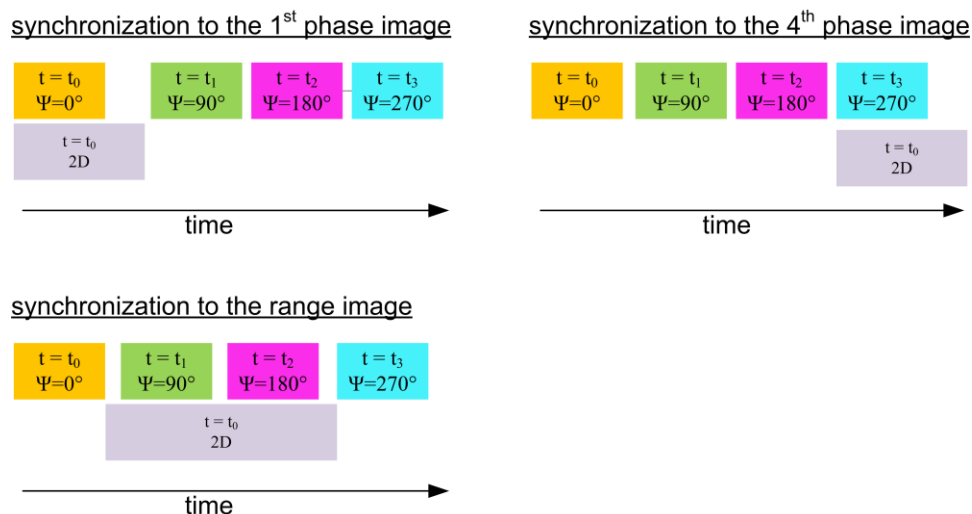 synchronization to the 1st phase image
t = t0
Ψ=0°
t = t1
Ψ=90°
t = t2
Ψ=180°
t = t3
Ψ=270°
t = t0
2D
time
synchronization to the 4th phase image
t = t0
Ψ=0°
t = t1
Ψ=90°
t = t2
Ψ=180°
t = t3
Ψ=270°
t = t0
2D
time
synchronization to the range image
t = t0
Ψ=0°
t = t1
Ψ=90°
t = t2
Ψ=180°
t = t3
Ψ=270°
t = t0
2D
time